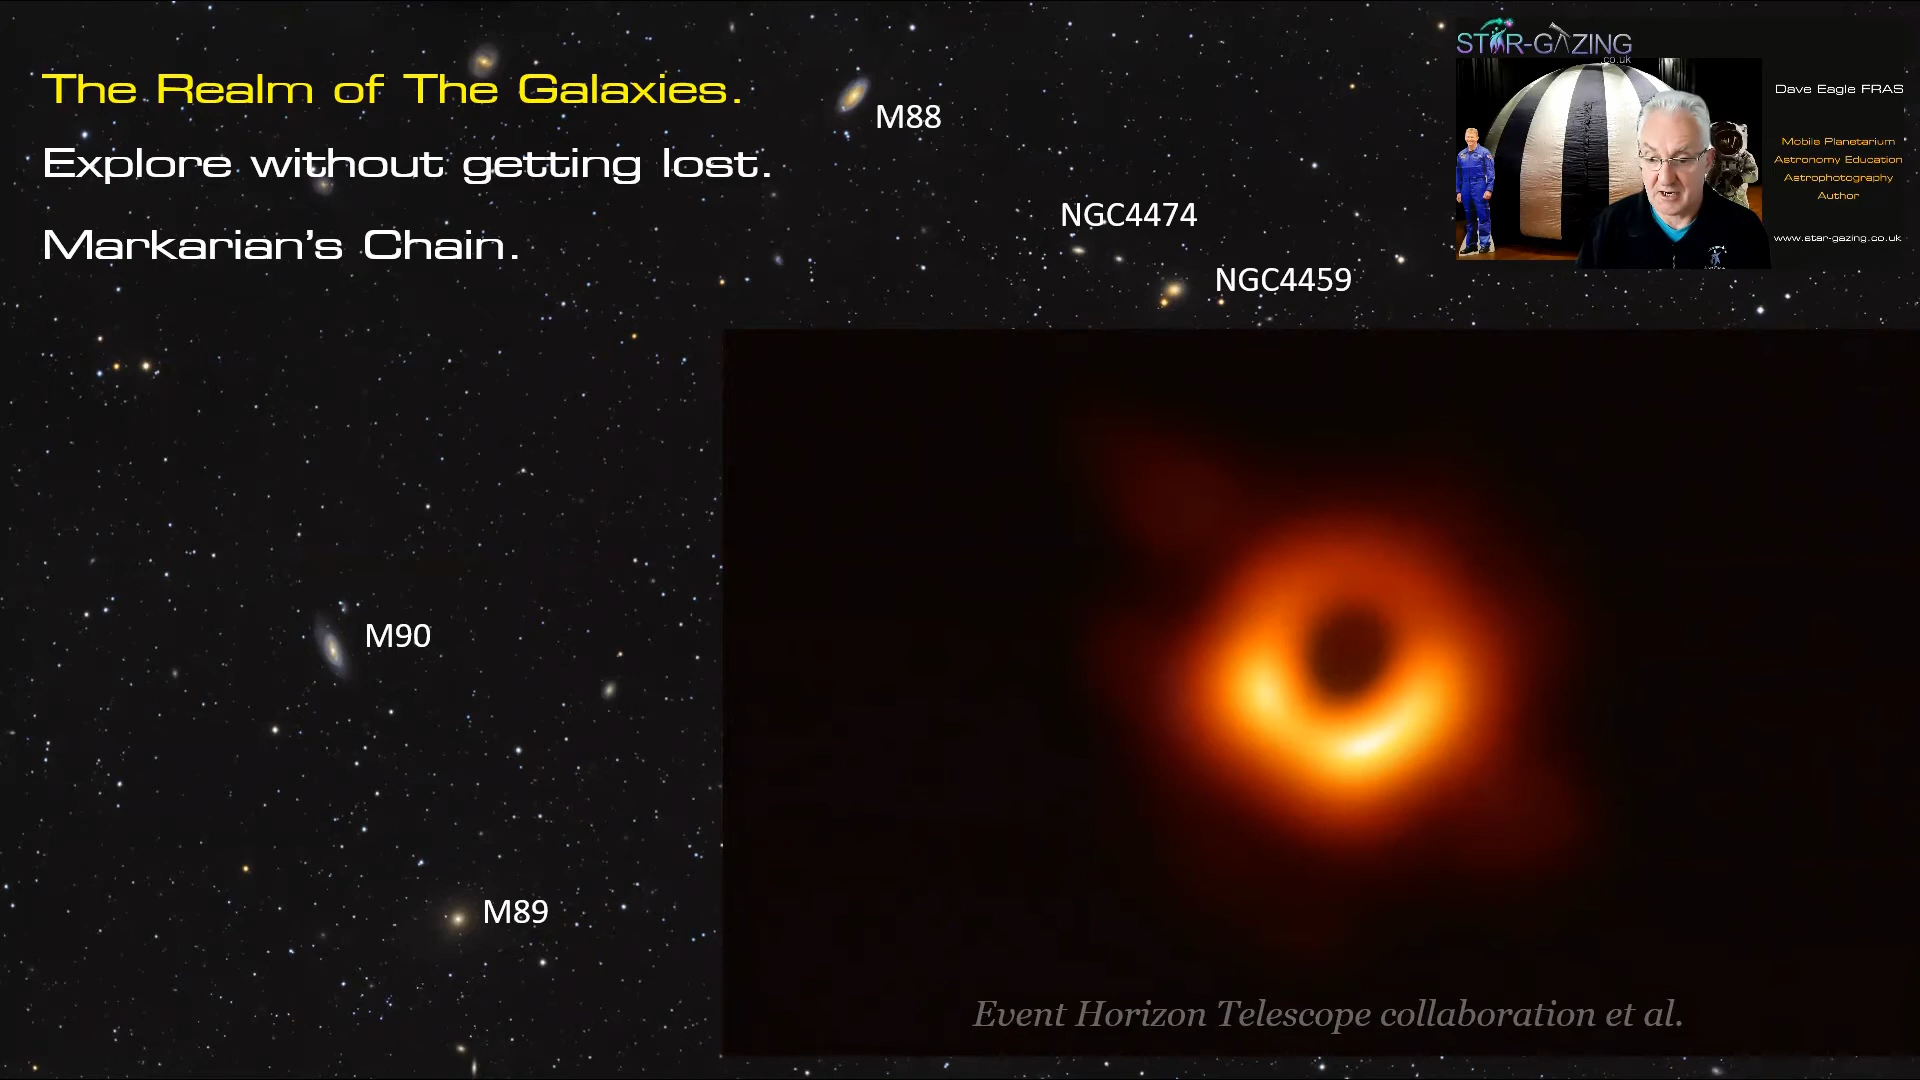 The Realm of The Galaxies.
Explore without getting lost.
Markarian's Chain.
M88
NGC4474
NGC4459
M90
M89
Event Horizon Telescope collaboration et al.
STAR-GAZING
.co.uk
Dave Eagle FRAS
Mobile Planetarium
Astronomy Education
Astrophotography
Author
www.star-gazing.co.uk